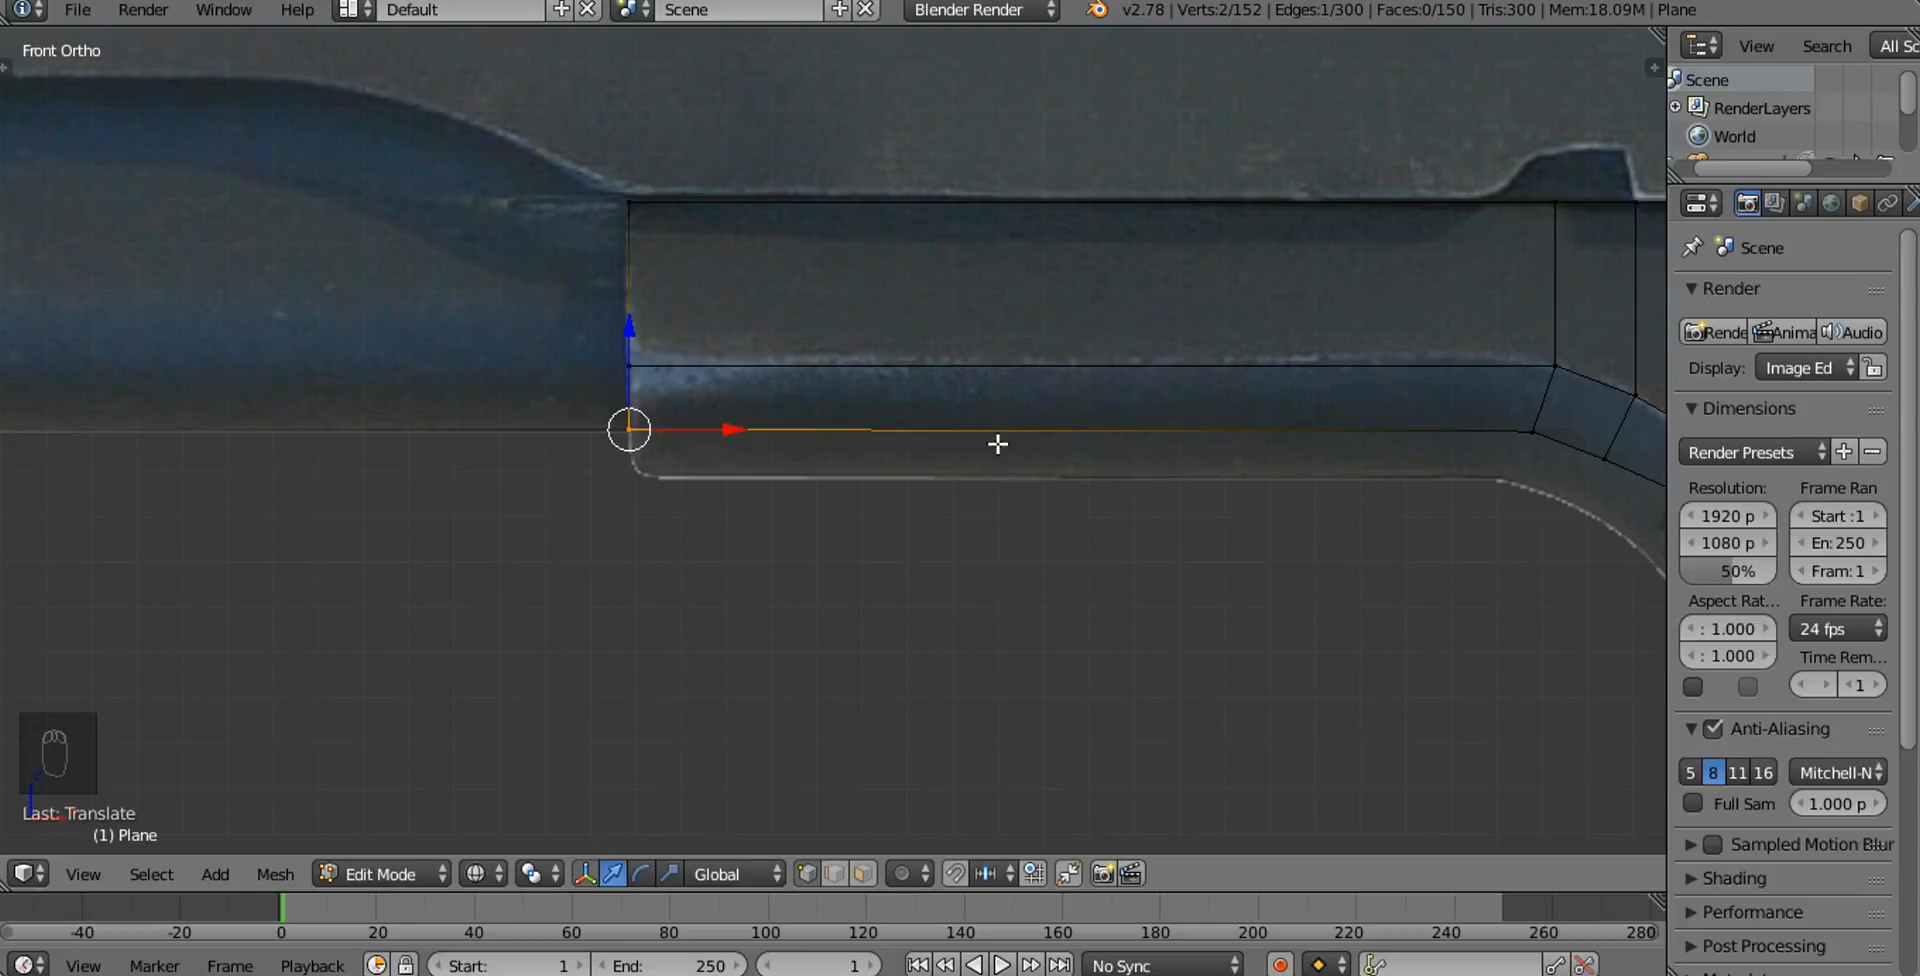 File Render Window Help Default Scene Blender Render v2.78 | Verts:2/152 | Edges:1/300 | Faces:0/150 | Tris:300 | Mem:18.09M | Plane
Front Ortho
View Search All Sc
Scene
RenderLayers
World
Scene
Render
Rende Anima Audio
Display: Image Ed
Dimensions
Render Presets
Resolution: Frame Ran
1920 p Start :1
1080 p En: 250
50% Fram: 1
Aspect Rat... Frame Rate:
: 1.000 24 fps
: 1.000 Time Rem...
1
Anti-Aliasing
5 8 11 16 Mitchell-N
Full Sam 1.000 p
Sampled Motion Blur
Shading
Performance
Post Processing
Last: Translate
(1) Plane
View Select Add Mesh Edit Mode Global
-40 -20 0 20 40 60 80 100 120 140 160 180 200 220 240 260 280
View Marker Frame Playback Start: 1 End: 250 1 No Sync